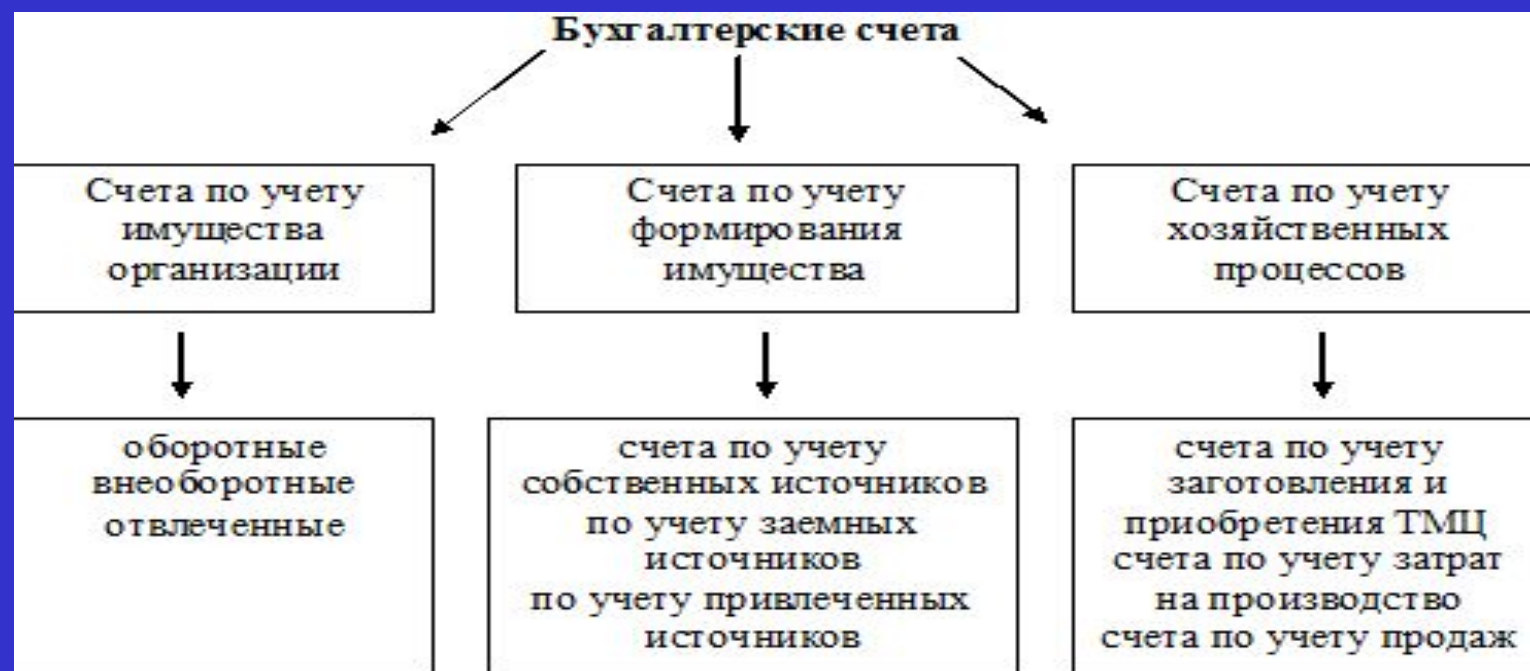 Бухгалтерские счета
Счета по учету
имущества
организации
Счета по учету
формирования
имущества
Счета по учету
хозяйственных
процессов
оборотные
внеоборотные
отвлеченные
счета по учету
собственных источников
по учету заемных
источников
по учету привлеченных
источников
счета по учету
заготовления и
приобретения ТМЦ
счета по учету затрат
на производство
счета по учету продаж